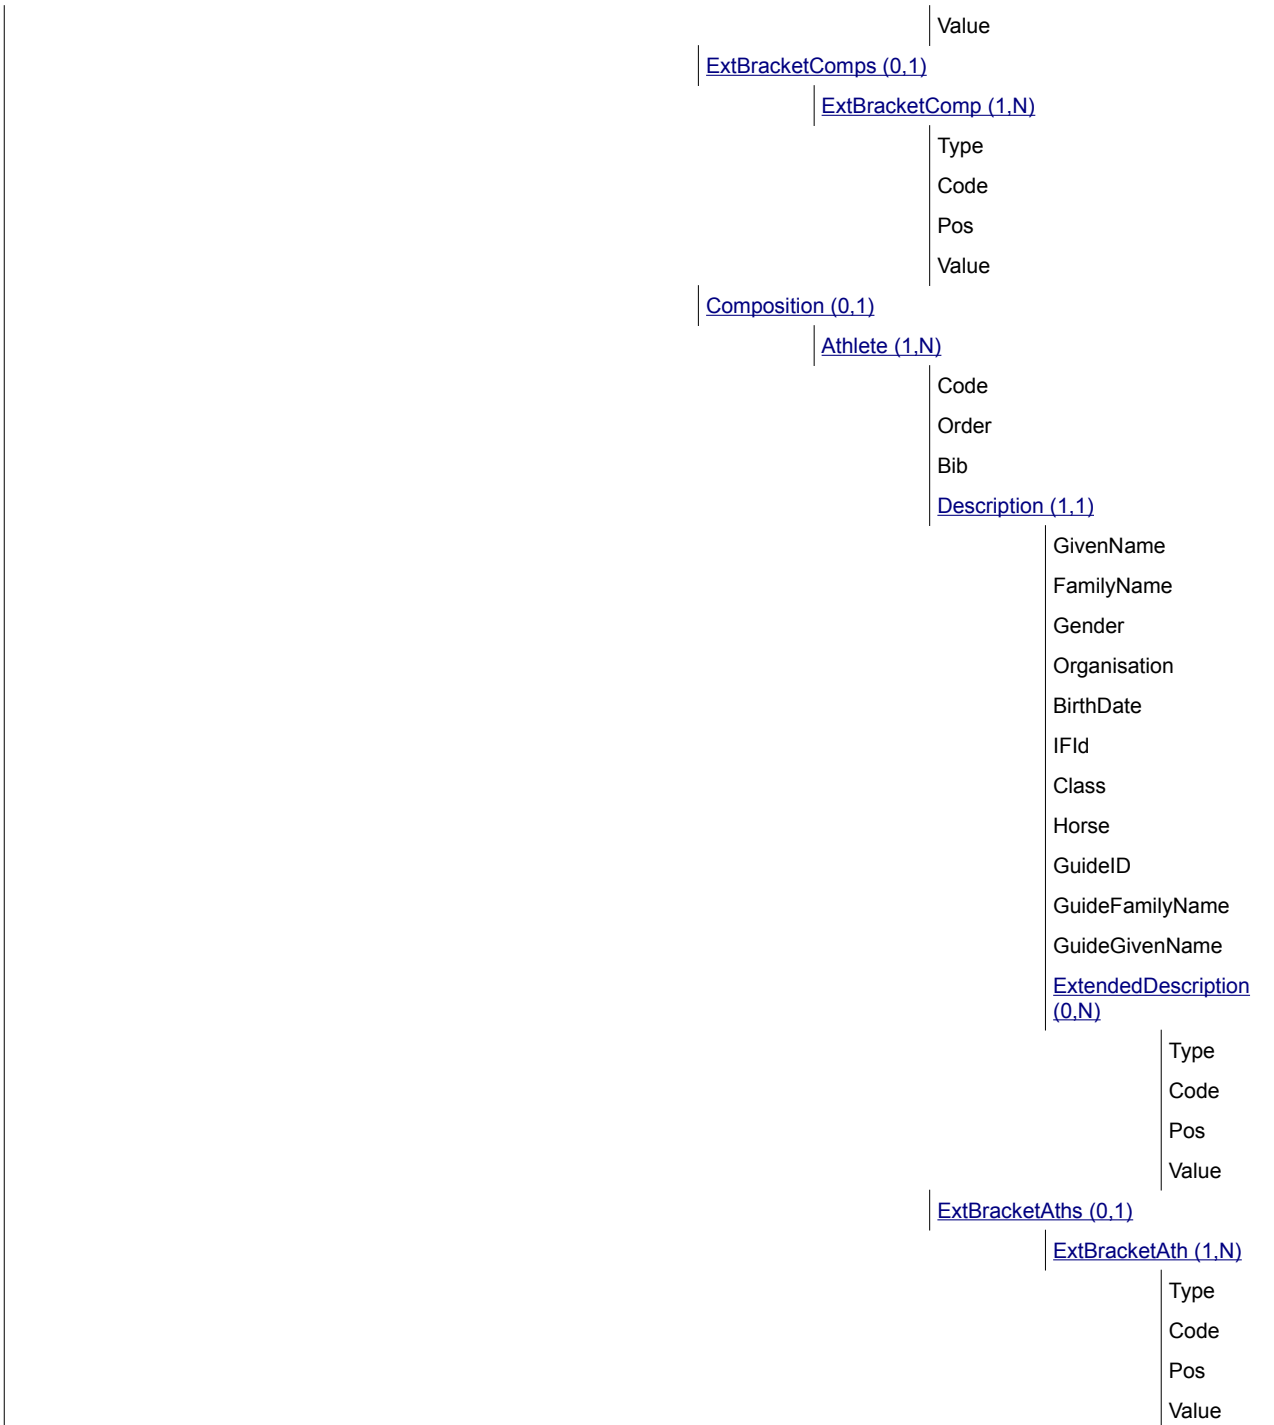 Value
ExtBracketComps (0,1)
ExtBracketComp (1,N)
Type
Code
Pos
Value
Composition (0,1)
Athlete (1,N)
Code
Order
Bib
Description (1,1)
GivenName
FamilyName
Gender
Organisation
BirthDate
IFId
Class
Horse
GuideID
GuideFamilyName
GuideGivenName
ExtendedDescription
(0,N)
Type
Code
Pos
Value
ExtBracketAths (0,1)
ExtBracketAth (1,N)
Type
Code
Pos
Value